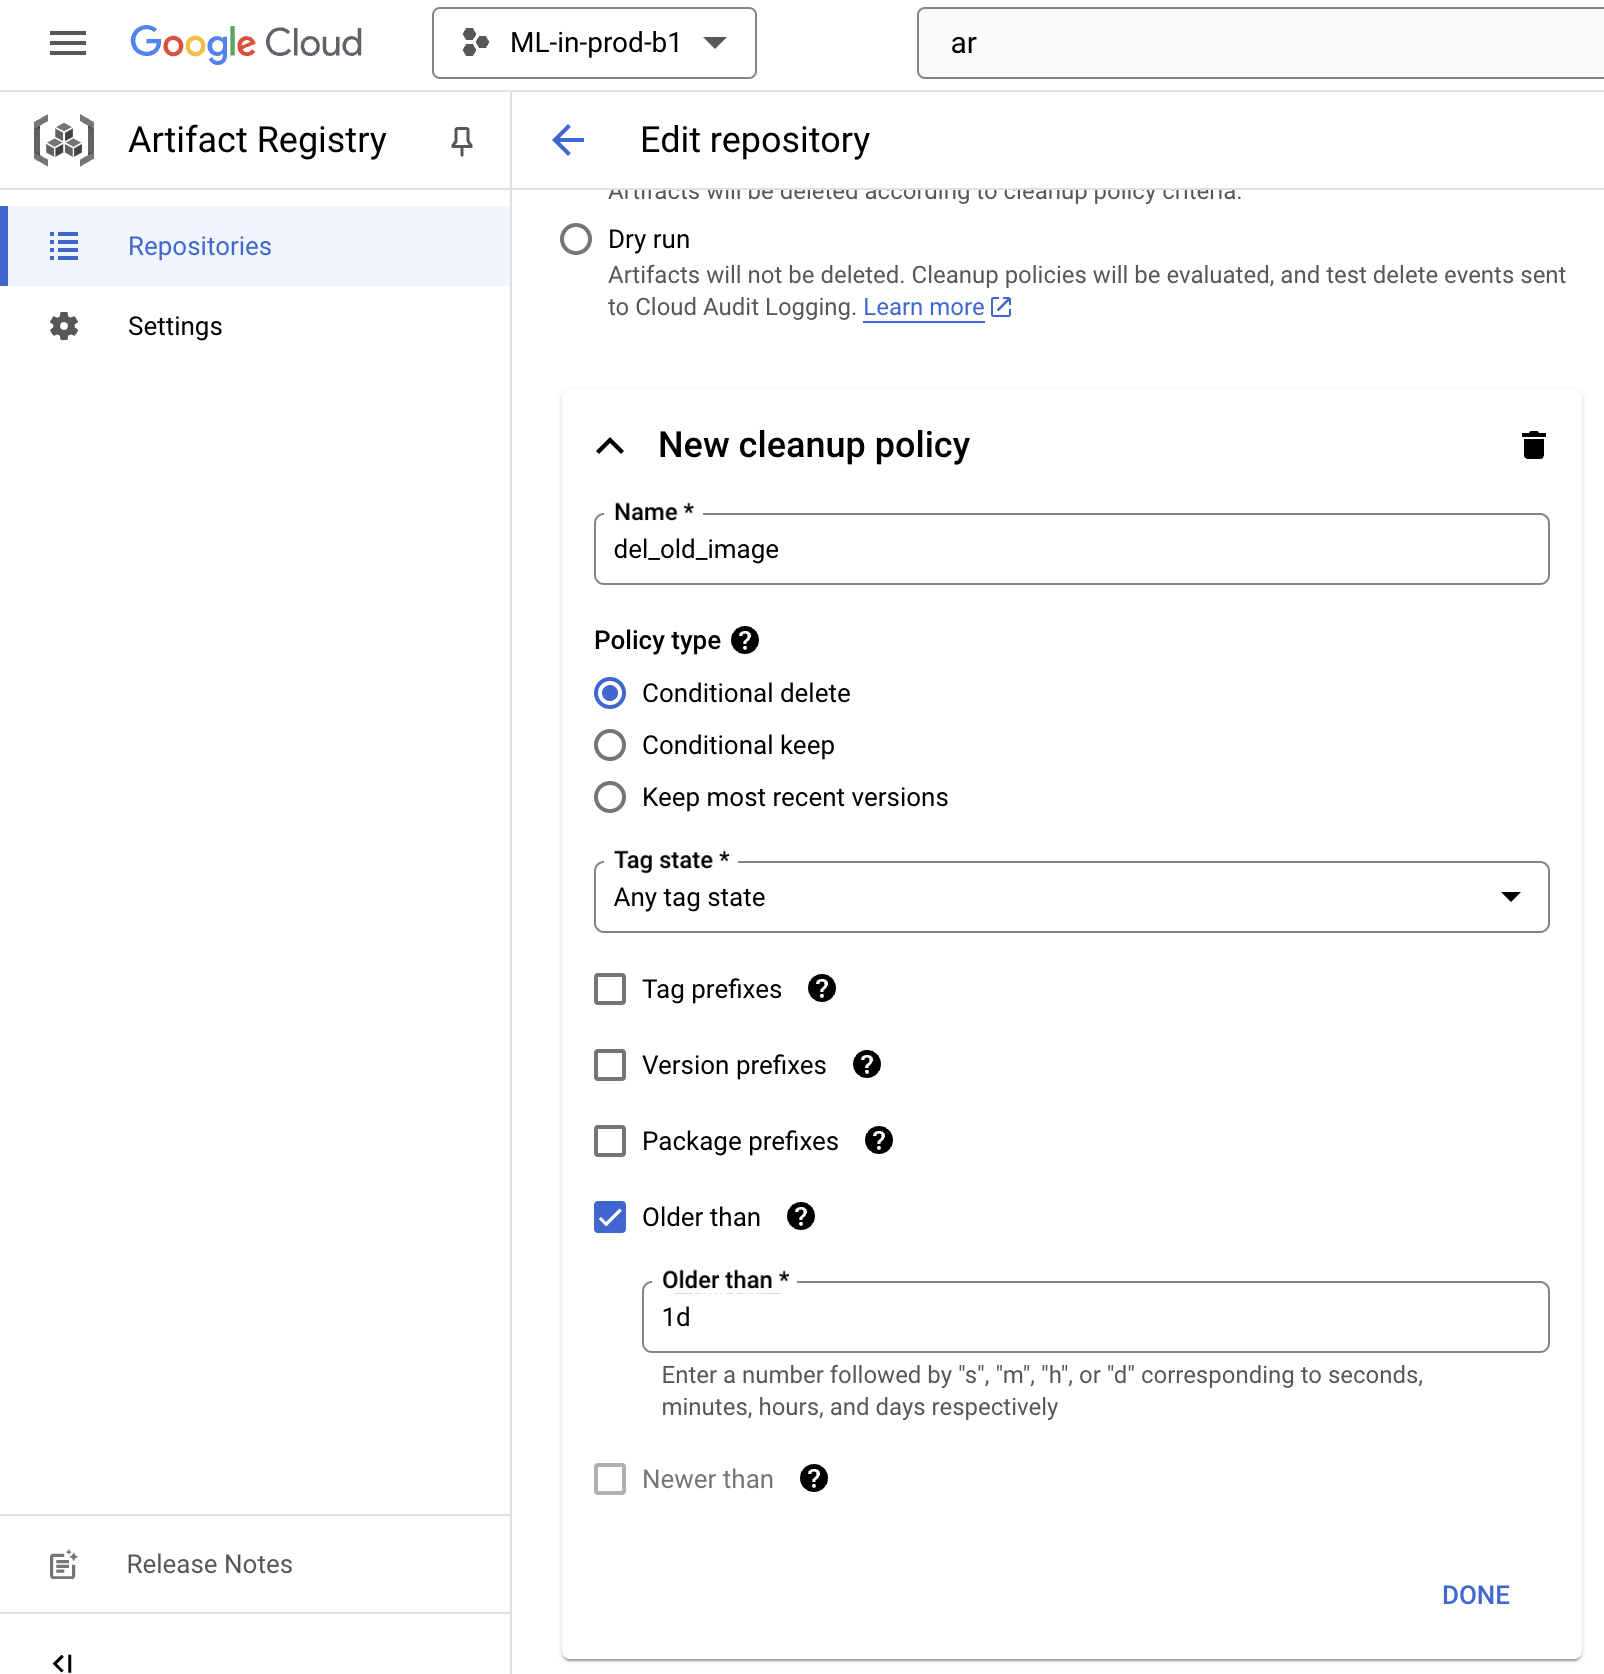 Google Cloud
ML-in-prod-b1
ar
Artifact Registry
Edit repository
Repositories
Settings
Artifacts will be deleted according to cleanup policy criteria.
Dry run
Artifacts will not be deleted. Cleanup policies will be evaluated, and test delete events sent
to Cloud Audit Logging. Learn more
New cleanup policy
Name *
del_old_image
Policy type
Conditional delete
Conditional keep
Keep most recent versions
Tag state *
Any tag state
Tag prefixes
Version prefixes
Package prefixes
Older than
Older than *
1d
Enter a number followed by "s", "m", "h", or "d" corresponding to seconds,
minutes, hours, and days respectively
Newer than
DONE
Release Notes